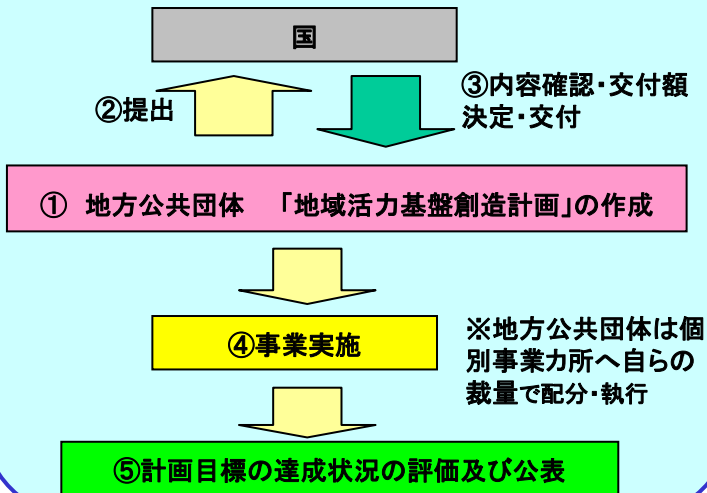 国
②提出
③内容確認・交付額
決定・交付
① 地方公共団体 「地域活力基盤創造計画」の作成
④事業実施
※地方公共団体は個
別事業カ所へ自らの
裁量で配分・執行
⑤計画目標の達成状況の評価及び公表